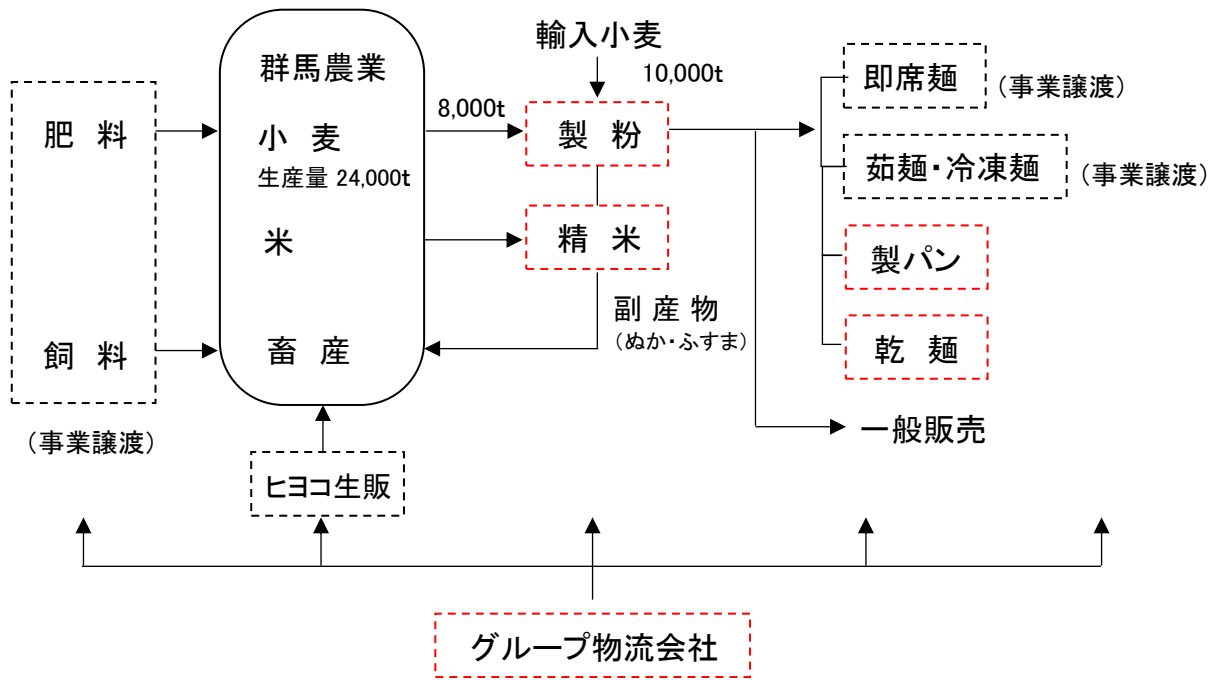 肥 料
飼 料
(事業譲渡)
群馬農業
小 麦
生産量 24,000t
米
畜 産
ヒヨコ生販
8,000t
輸入小麦
10,000t
製 粉
精 米
副 産 物
(ぬか・ふすま)
即席麺
(事業譲渡)
茹麺・冷凍麺
(事業譲渡)
製パン
乾 麺
一般販売
グループ物流会社